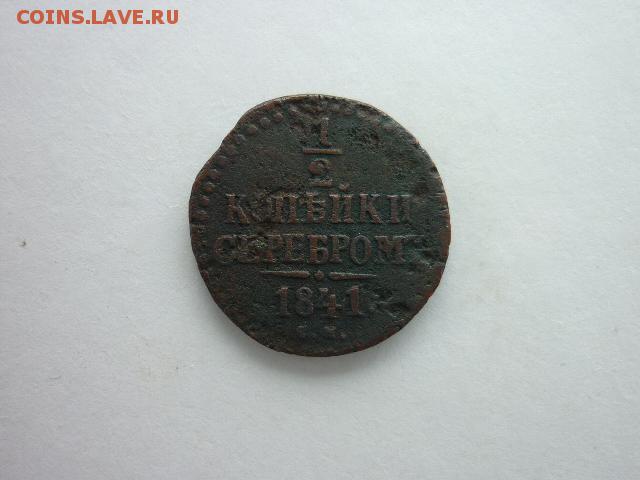 COINS.LAVE.RU
1
2
КОПѢЙКИ
СЕРЕБРОМЪ
1841